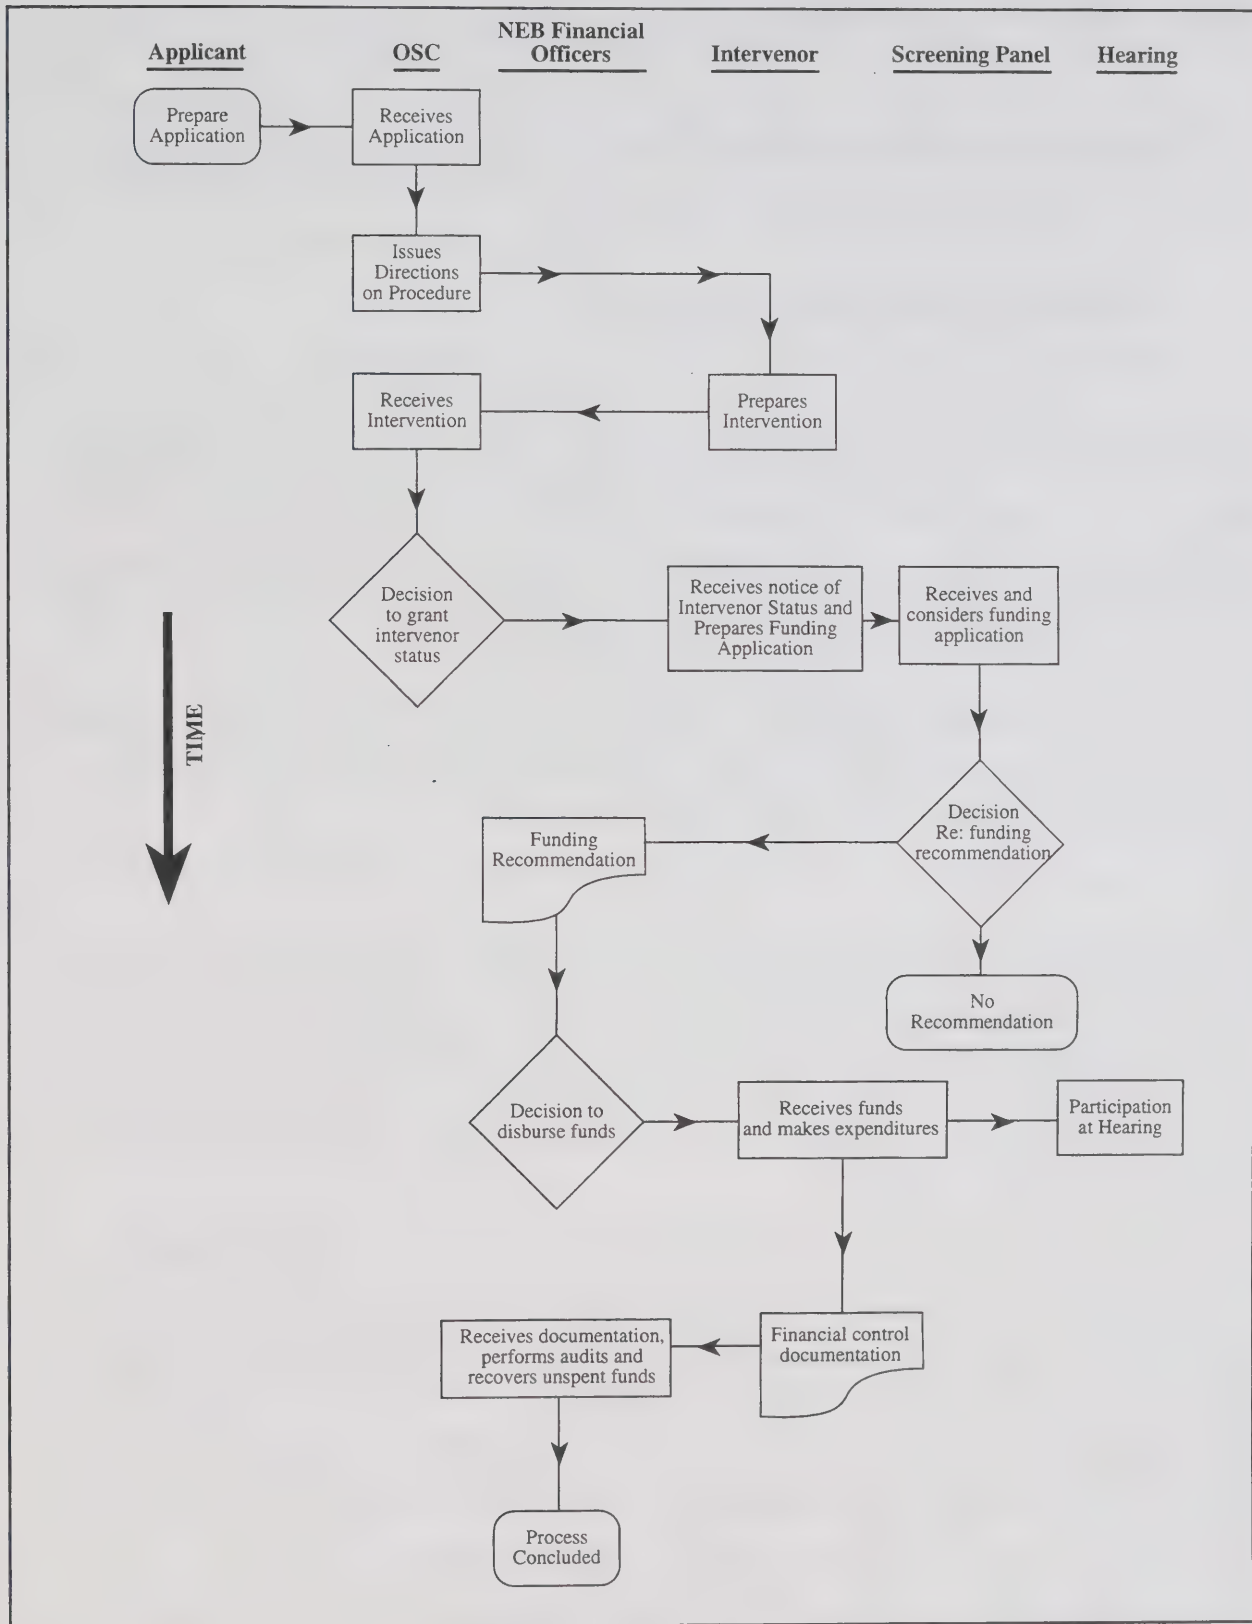 Applicant
OSC
NEB Financial
Officers
Intervenor
Screening Panel
Hearing
Prepare
Application
Receives
Application
Issues
Directions
on Procedure
Receives
Intervention
Prepares
Intervention
Decision
to grant
intervenor
status
Receives notice of
Intervenor Status and
Prepares Funding
Application
Receives and
considers funding
application
TIME
Decision
Re: funding
recommendation
Funding
Recommendation
No
Recommendation
Decision to
disburse funds
Receives funds
and makes expenditures
Participation
at Hearing
Financial control
documentation
Receives documentation,
performs audits and
recovers unspent funds
Process
Concluded